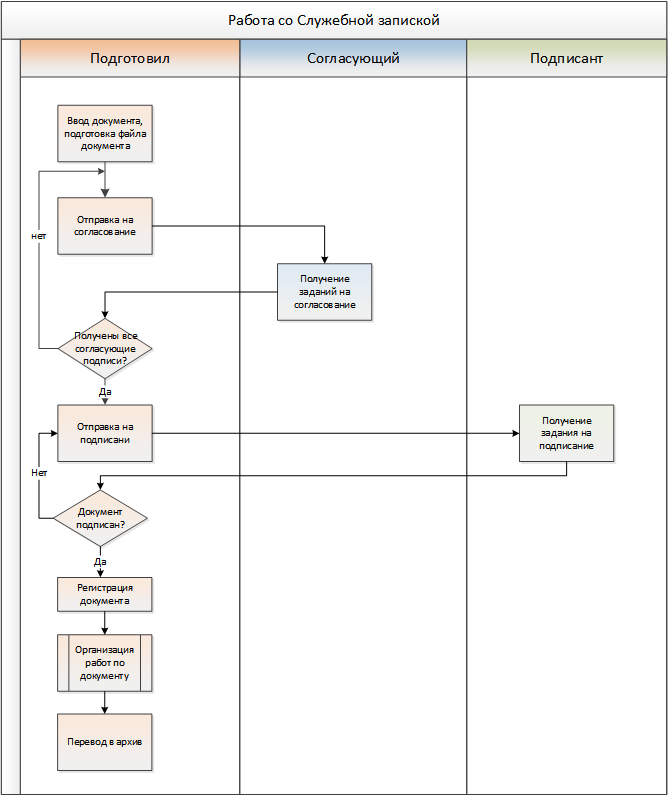 Работа со Служебной запиской
Подготовил
Согласующий
Подписант
Ввод документа,
подготовка файла
документа
Отправка на
согласование
нет
Получение
заданий на
согласование
Получены все
согласующие
подписи?
Да
Отправка на
подписани
Получение
задания на
подписание
Нет
Документ
подписан?
Да
Регистрация
документа
Организация
работ по
документу
Перевод в архив